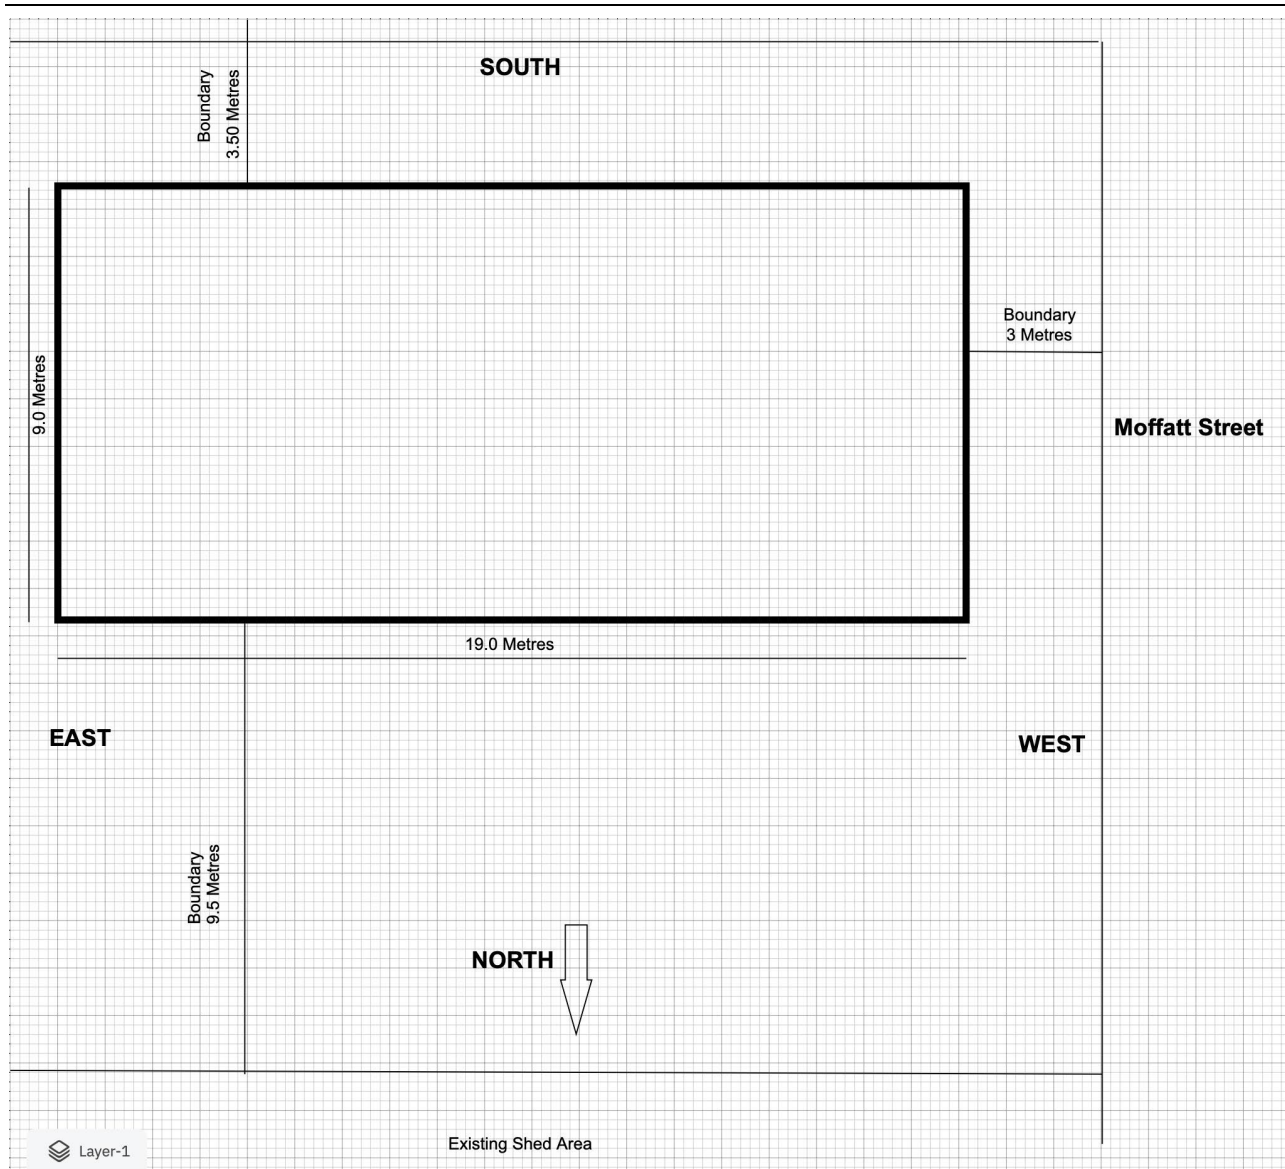 SOUTH
Boundary
3.50 Metres
Boundary
3 Metres
9.0 Metres
Moffatt Street
19.0 Metres
EAST
WEST
Boundary
9.5 Metres
NORTH
Existing Shed Area
Layer-1